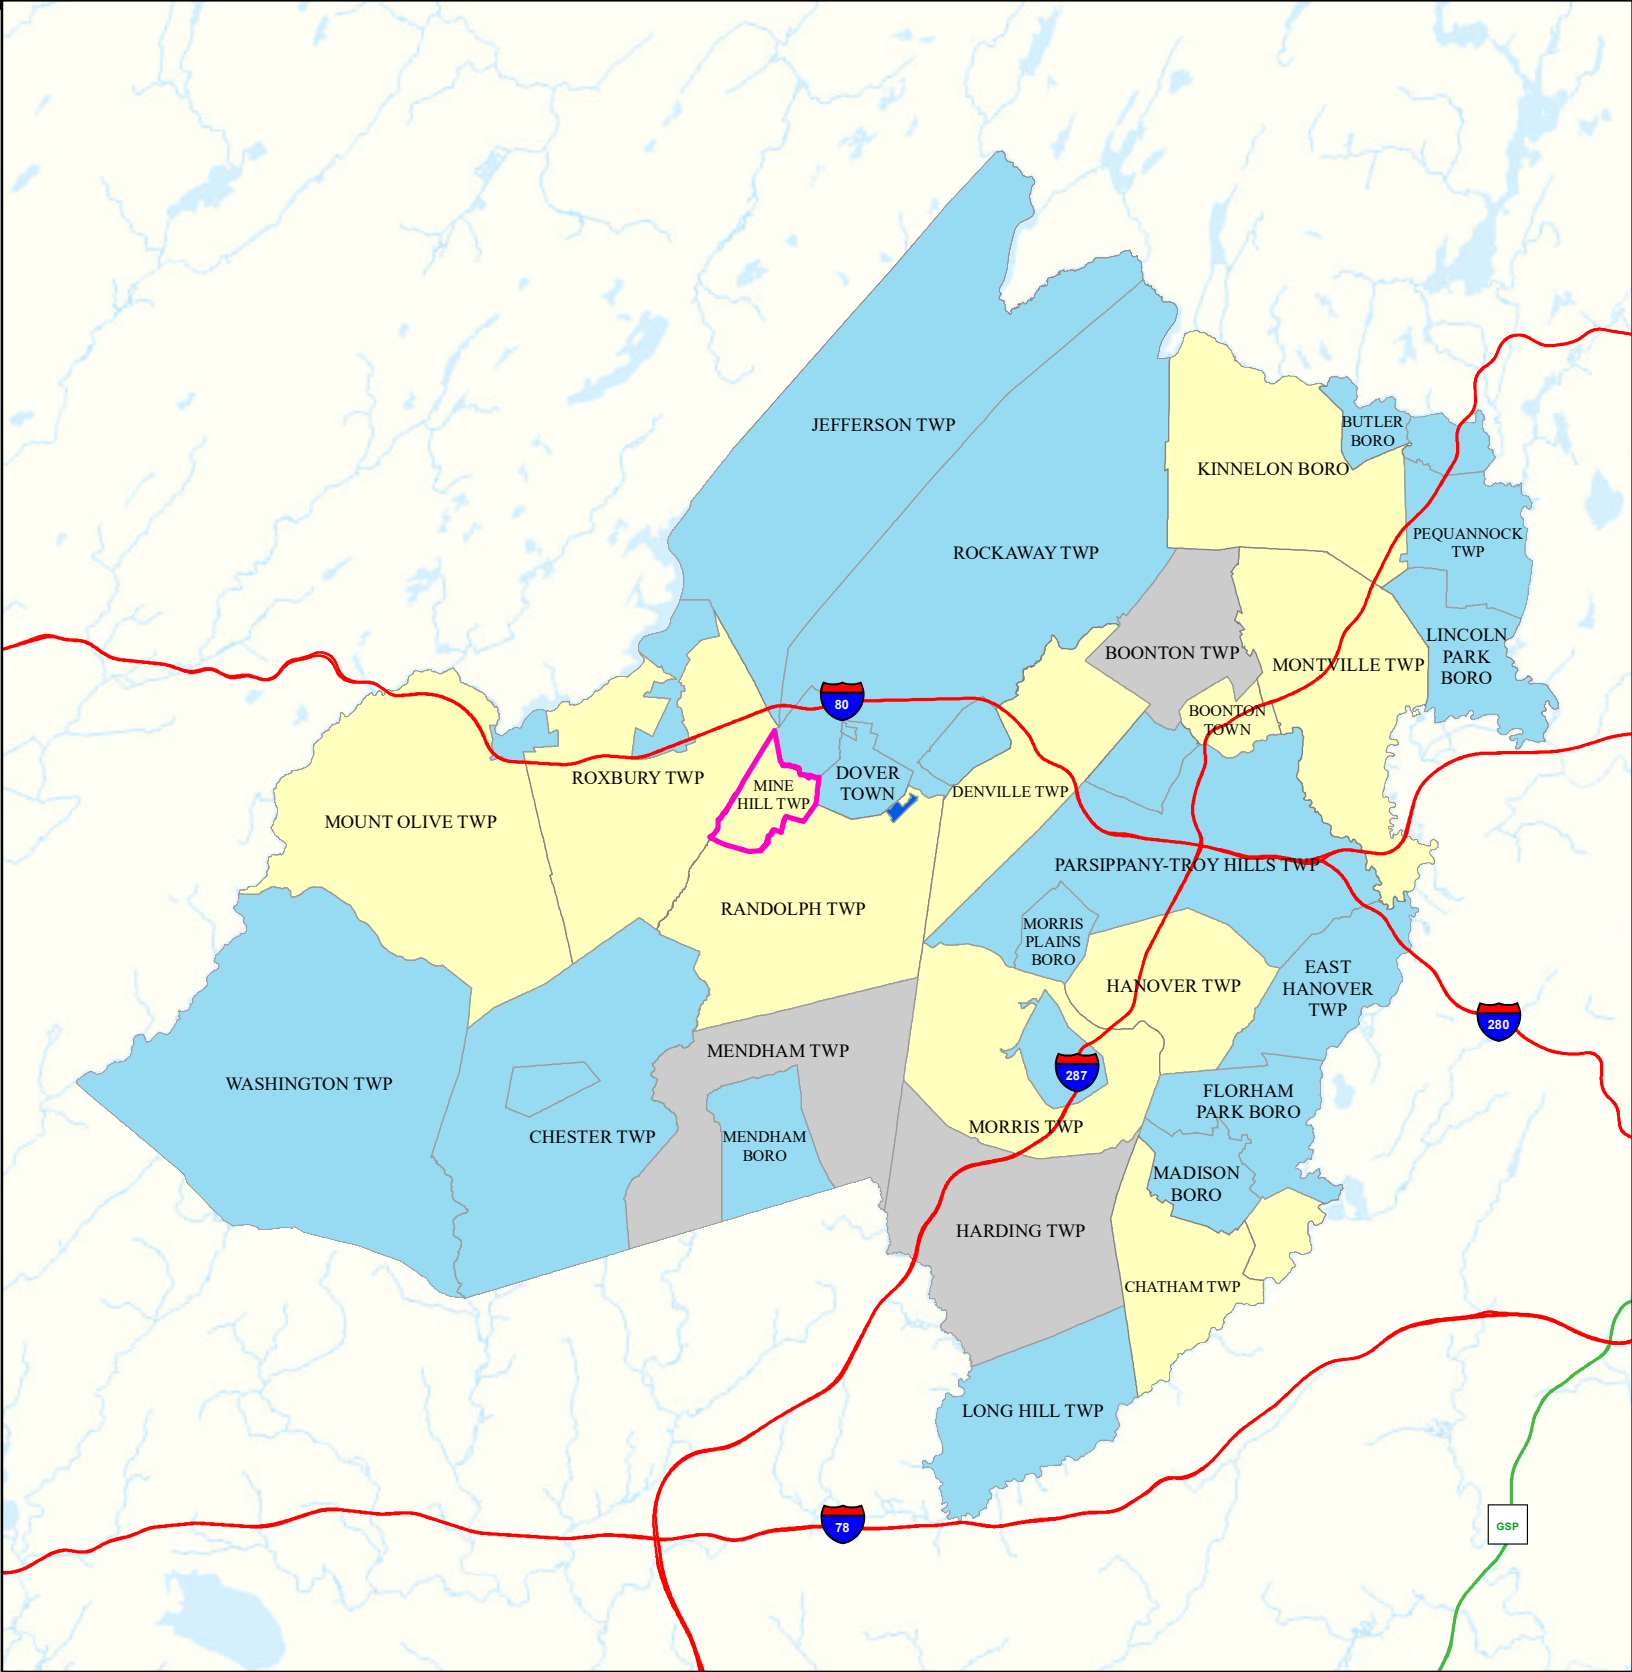 JEFFERSON TWP
BUTLER
BORO
KINNELON BORO
PEQUANNOCK
TWP
ROCKAWAY TWP
LINCOLN
PARK
BORO
BOONTON TWP
MONTVILLE TWP
80
BOONTON
TOWN
ROXBURY TWP
MINE
HILL TWP
DOVER
TOWN
DENVILLE TWP
MOUNT OLIVE TWP
PARSIPPANY-TROY HILLS TWP
RANDOLPH TWP
MORRIS
PLAINS
BORO
EAST
HANOVER
TWP
HANOVER TWP
280
MENDHAM TWP
287
WASHINGTON TWP
FLORHAM
PARK BORO
CHESTER TWP
MENDHAM
BORO
MORRIS TWP
MADISON
BORO
HARDING TWP
CHATHAM TWP
LONG HILL TWP
78
GSP